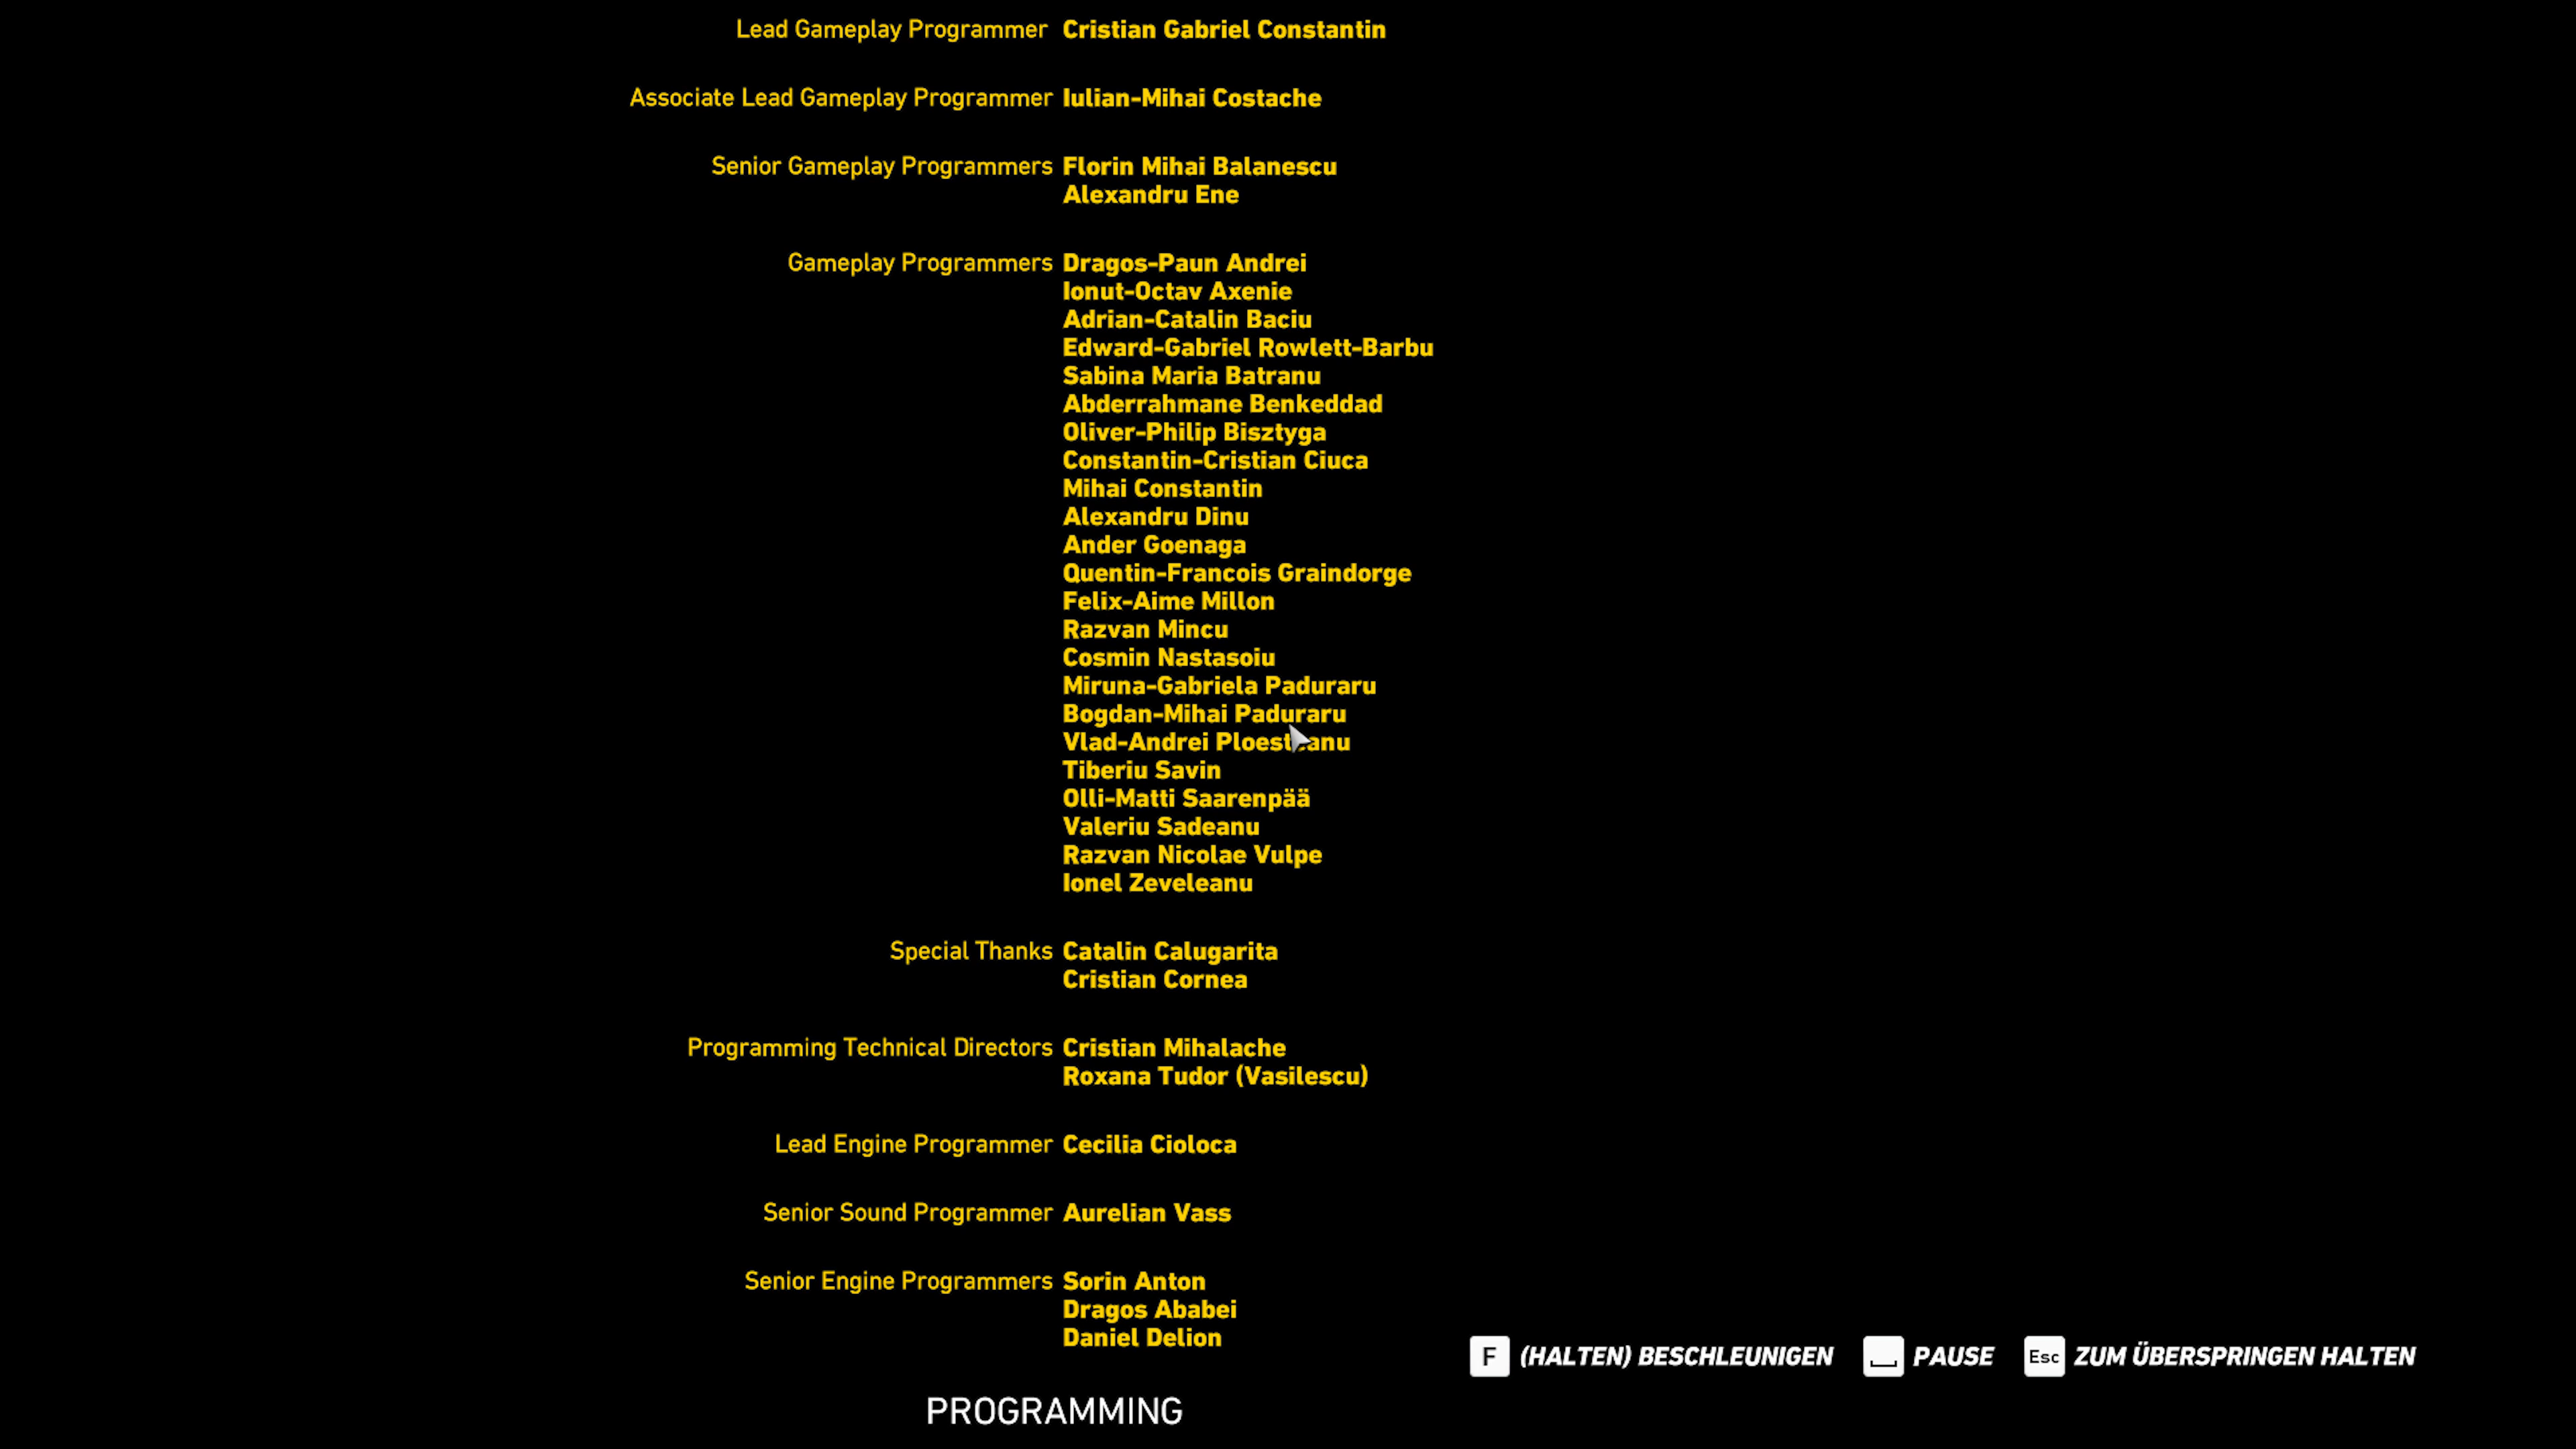 Lead Gameplay Programmer Cristian Gabriel Constantin
Associate Lead Gameplay Programmer Iulian-Mihai Costache
Senior Gameplay Programmers Florin Mihai Balanescu
Alexandru Ene
Gameplay Programmers Dragos-Paun Andrei
Ionut-Octav Axenie
Adrian-Catalin Baciu
Edward-Gabriel Rowlett-Barbu
Sabina Maria Batranu
Abderrahmane Benkeddad
Oliver-Philip Bisztyga
Constantin-Cristian Ciuca
Mihai Constantin
Alexandru Dinu
Ander Goenaga
Quentin-Francois Graindorge
Felix-Aime Millon
Razvan Mincu
Cosmin Nastasoiu
Miruna-Gabriela Paduraru
Bogdan-Mihai Paduraru
Vlad-Andrei Ploesteanu
Tiberiu Savin
Olli-Matti Saarenpää
Valeriu Sadeanu
Razvan Nicolae Vulpe
Ionel Zeveleanu
Special Thanks Catalin Calugarita
Cristian Cornea
Programming Technical Directors Cristian Mihalache
Roxana Tudor (Vasilescu)
Lead Engine Programmer Cecilia Cioloca
Senior Sound Programmer Aurelian Vass
Senior Engine Programmers Sorin Anton
Dragos Ababei
Daniel Delion
F (HALTEN) BESCHLEUNIGEN PAUSE Esc ZUM ÜBERSPRINGEN HALTEN
PROGRAMMING